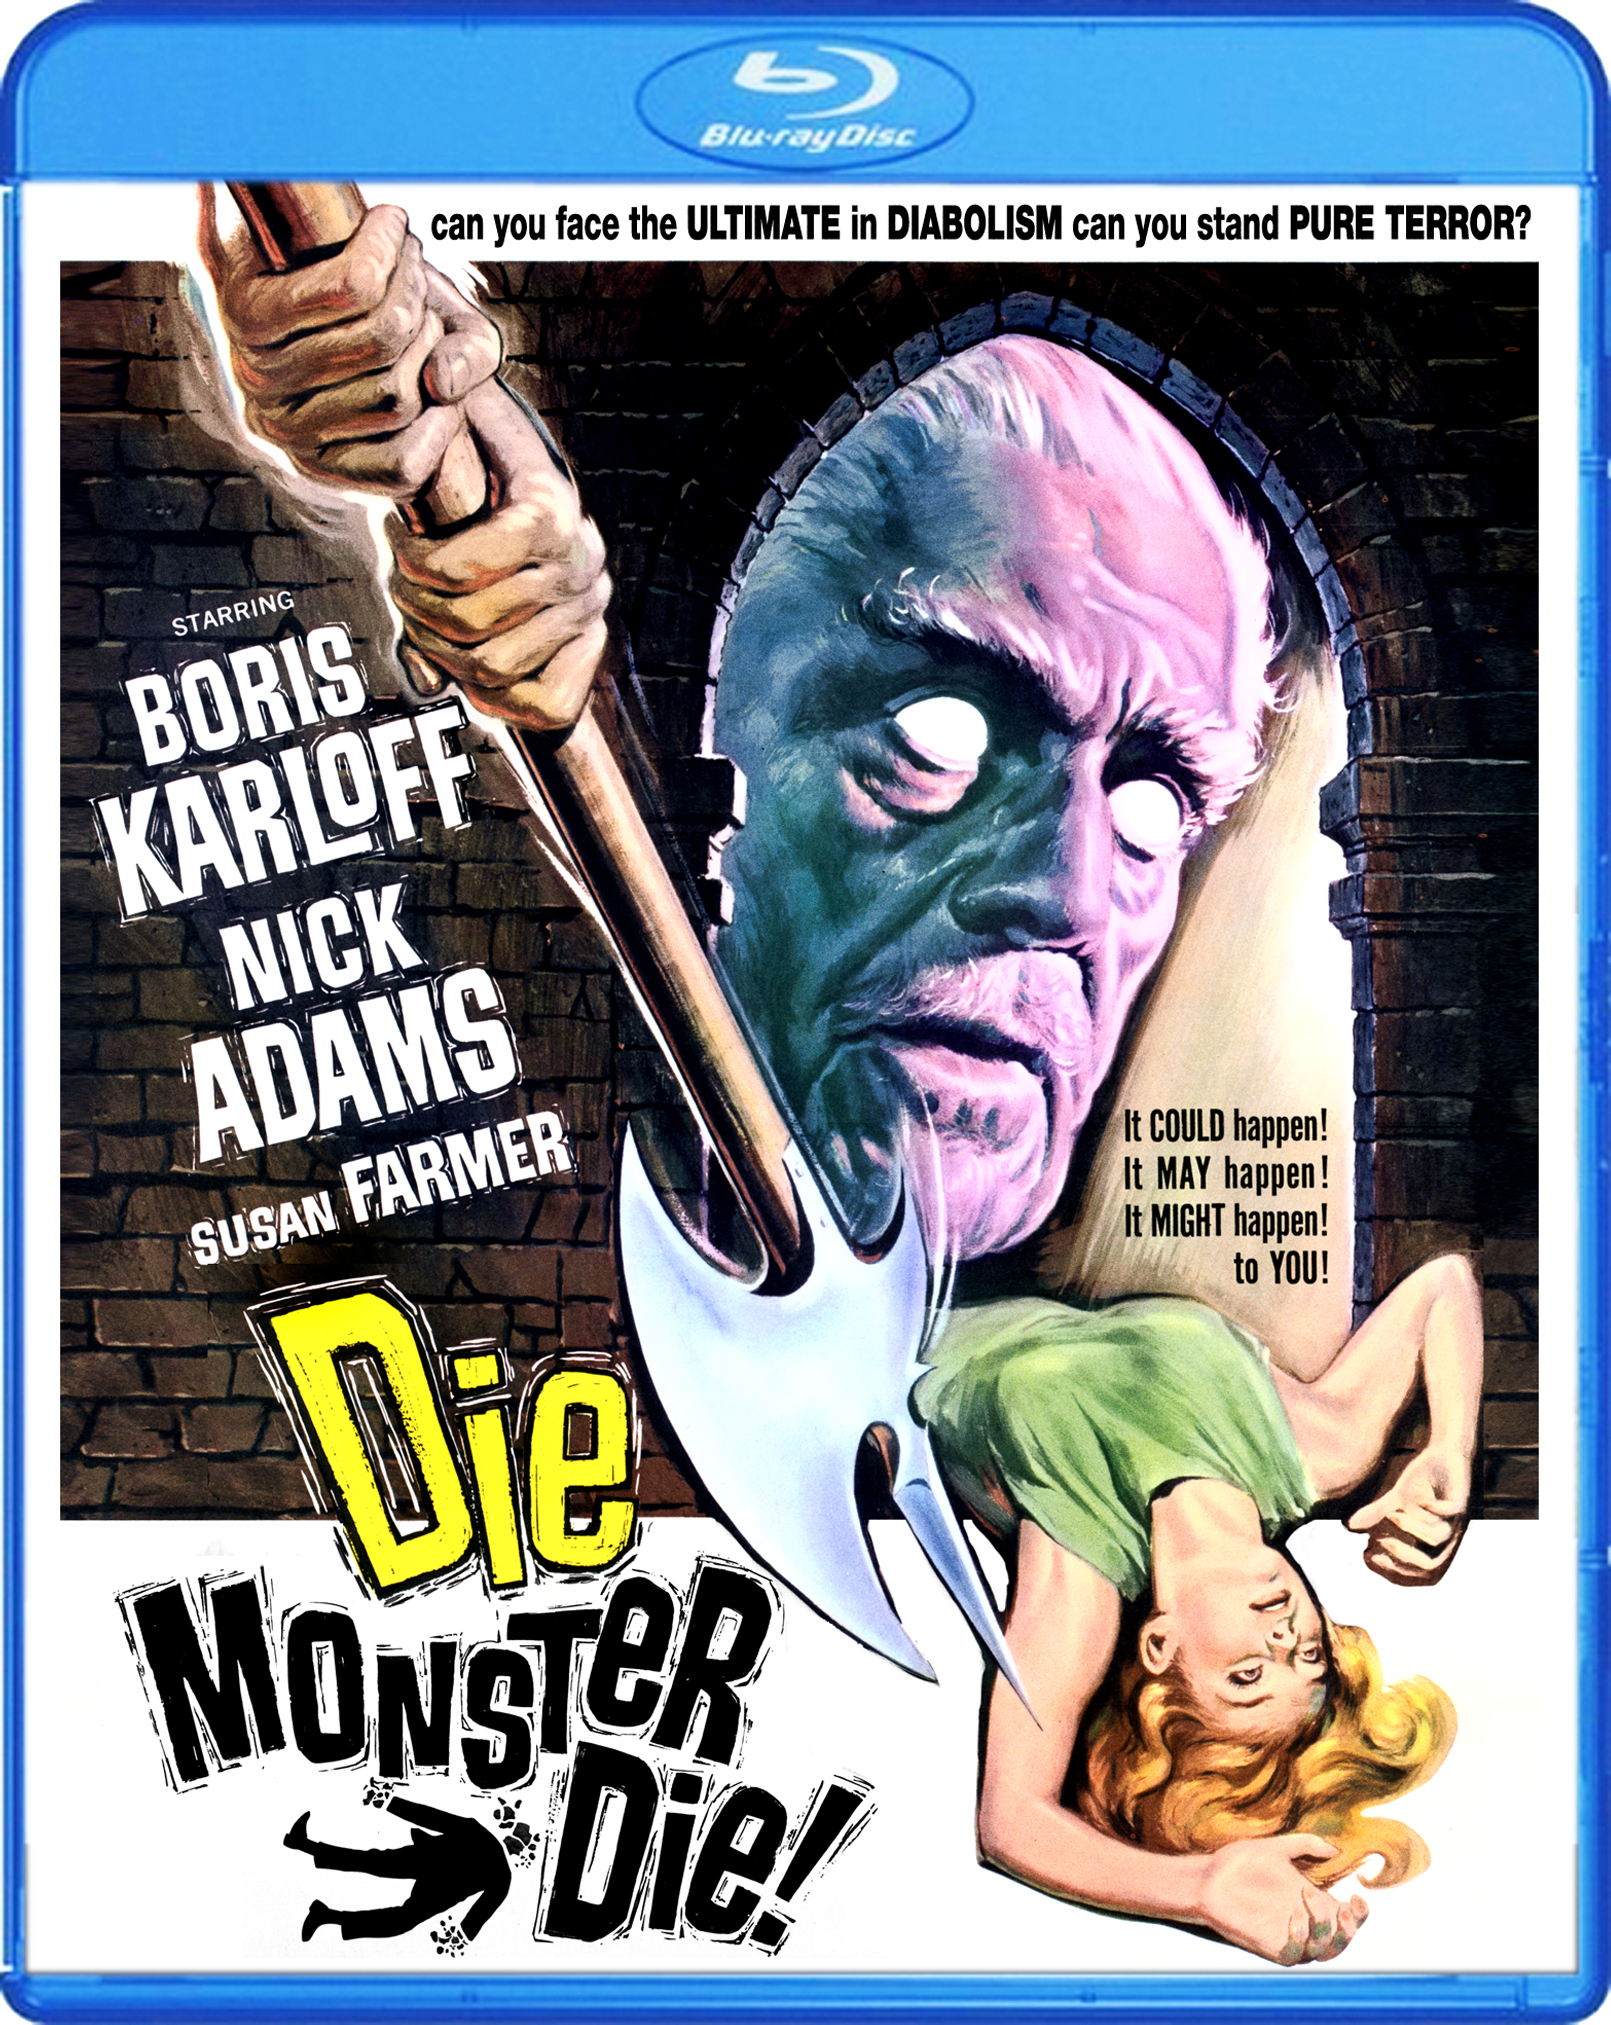 Blu-ray Disc
can you face the ULTIMATE in DIABOLISM can you stand PURE TERROR?
STARRING
BORIS
KARLOFF
NICK
ADAMS
SUSAN FARMER
It COULD happen!
It MAY happen!
It MIGHT happen!
to YOU!
Die
MONSTeR
Die!